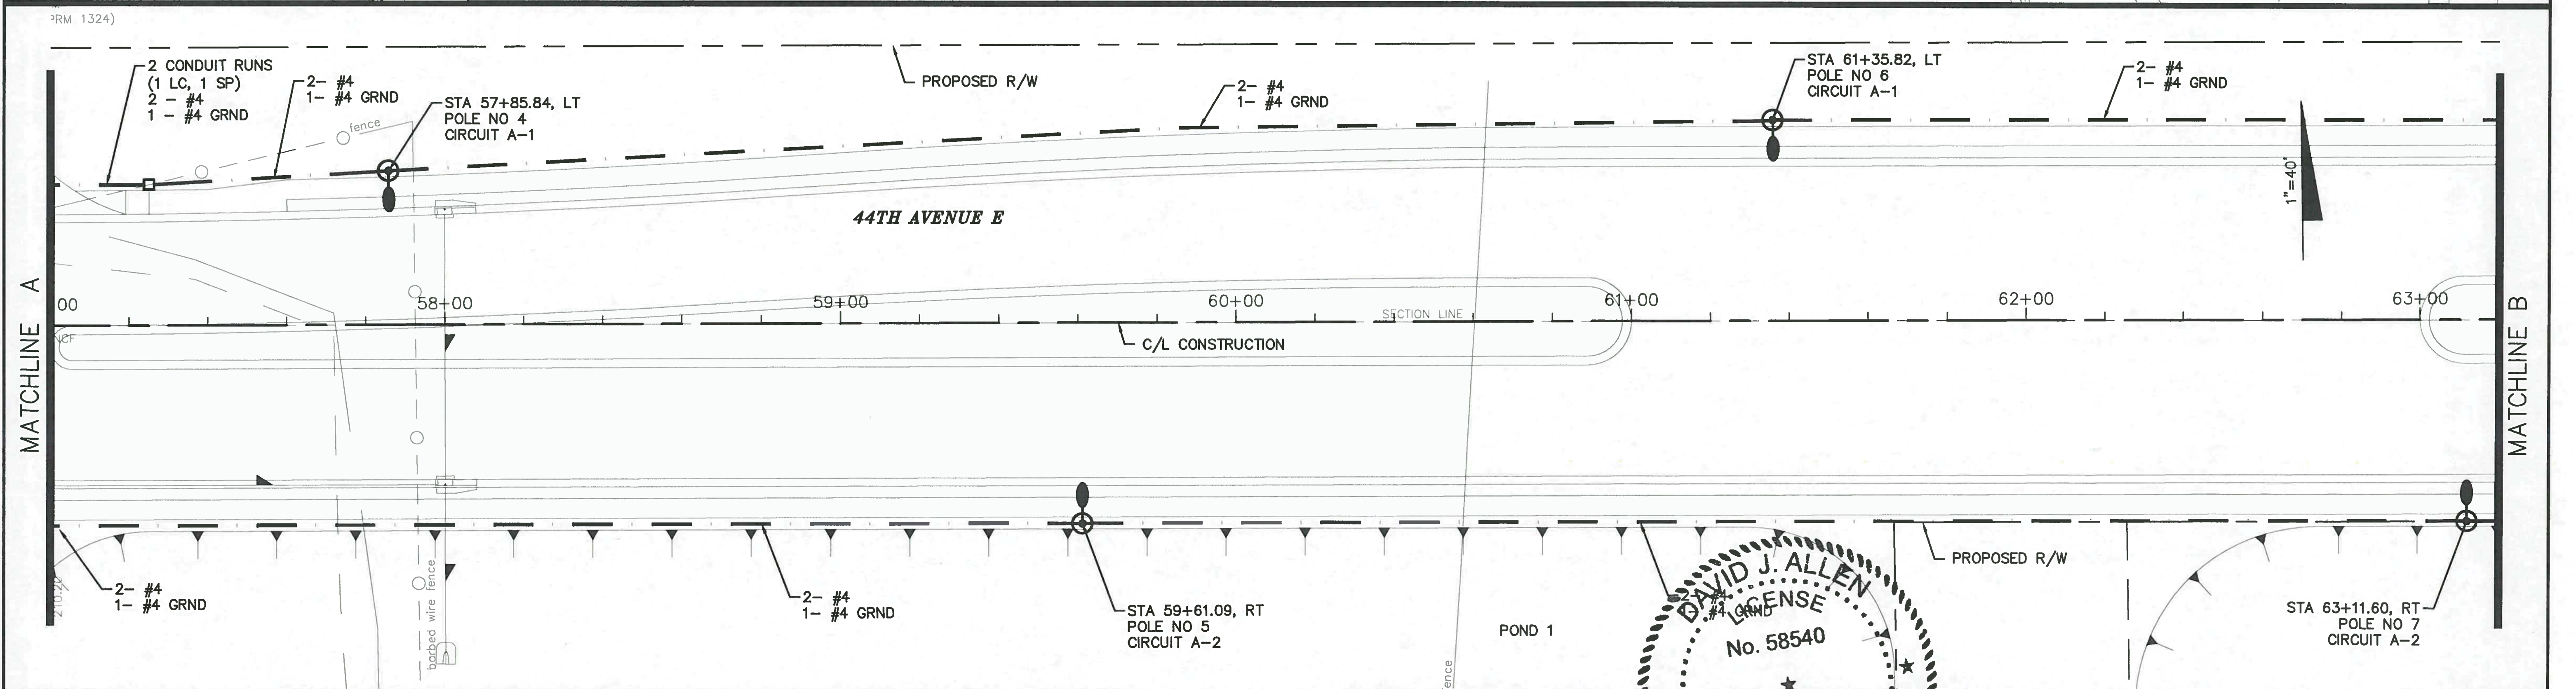 PRM 1324)
2 CONDUIT RUNS
(1 LC, 1 SP)
2 - #4
1 - #4 GRND
2- #4
1- #4 GRND
fence
STA 57+85.84, LT
POLE NO 4
CIRCUIT A-1
PROPOSED R/W
2- #4
1- #4 GRND
STA 61+35.82, LT
POLE NO 6
CIRCUIT A-1
2- #4
1- #4 GRND
1"=40'
44TH AVENUE E
MATCHLINE A
00
58+00
59+00
60+00
61+00
62+00
63+00
SECTION LINE
C/L CONSTRUCTION
MATCHLINE B
2- #4
1- #4 GRND
barbed wire fence
2- #4
1- #4 GRND
STA 59+61.09, RT
POLE NO 5
CIRCUIT A-2
POND 1
2- #4
1- #4 GRND
DAVID J. ALLEN
LICENSE
No. 58540
PROPOSED R/W
STA 63+11.60, RT
POLE NO 7
CIRCUIT A-2